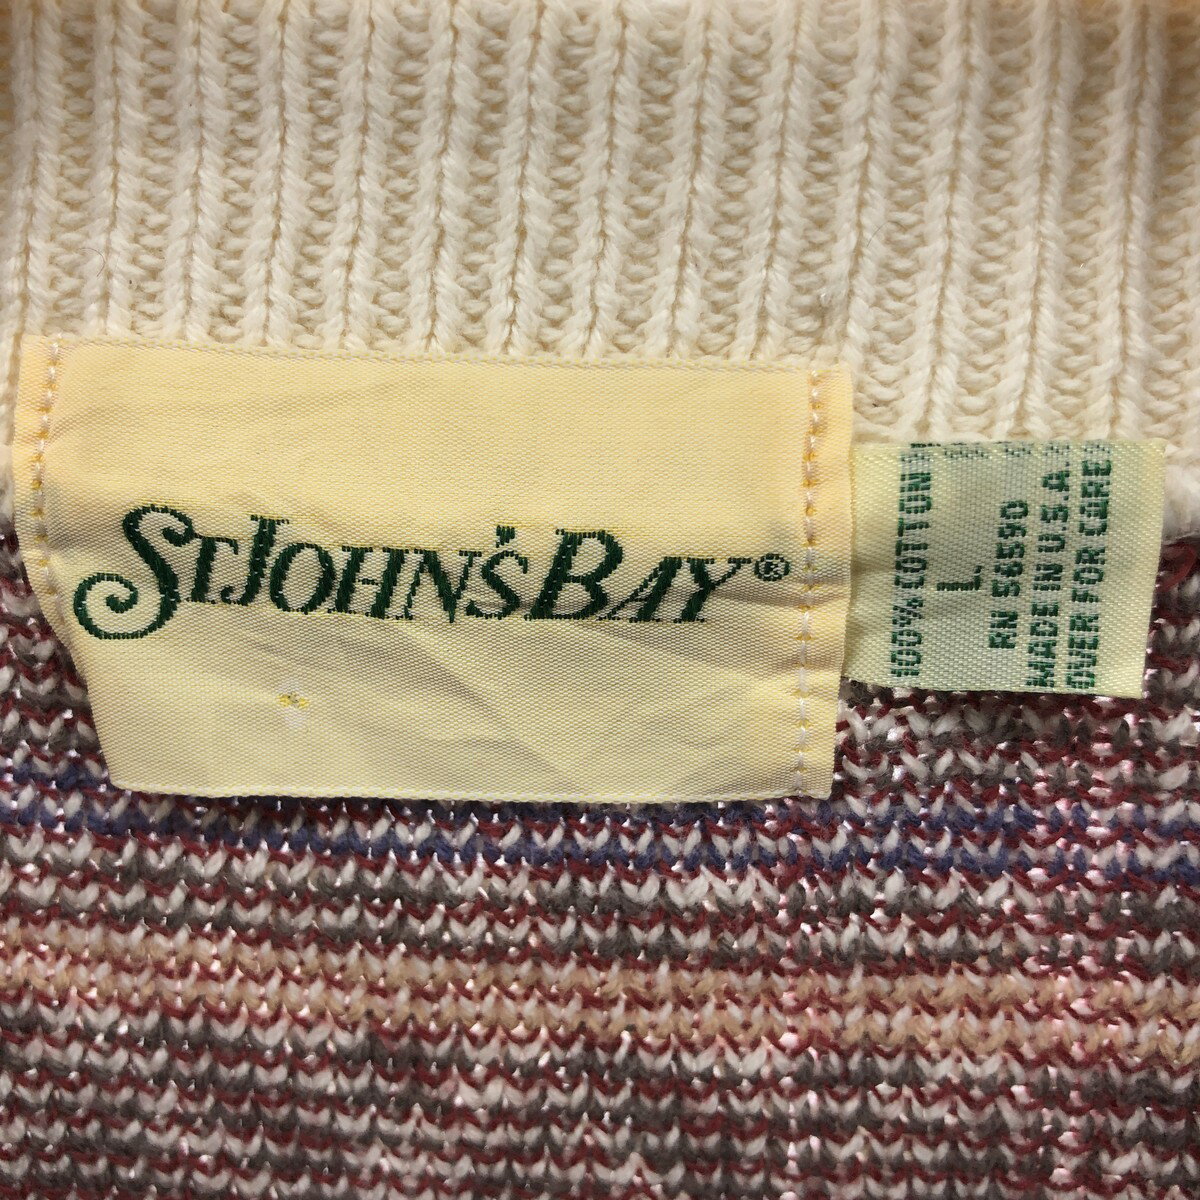 ST JOHN'S BAY®
100% COTTON
L
RN 56590
MADE IN U.S.A.
OVER FOR CARE